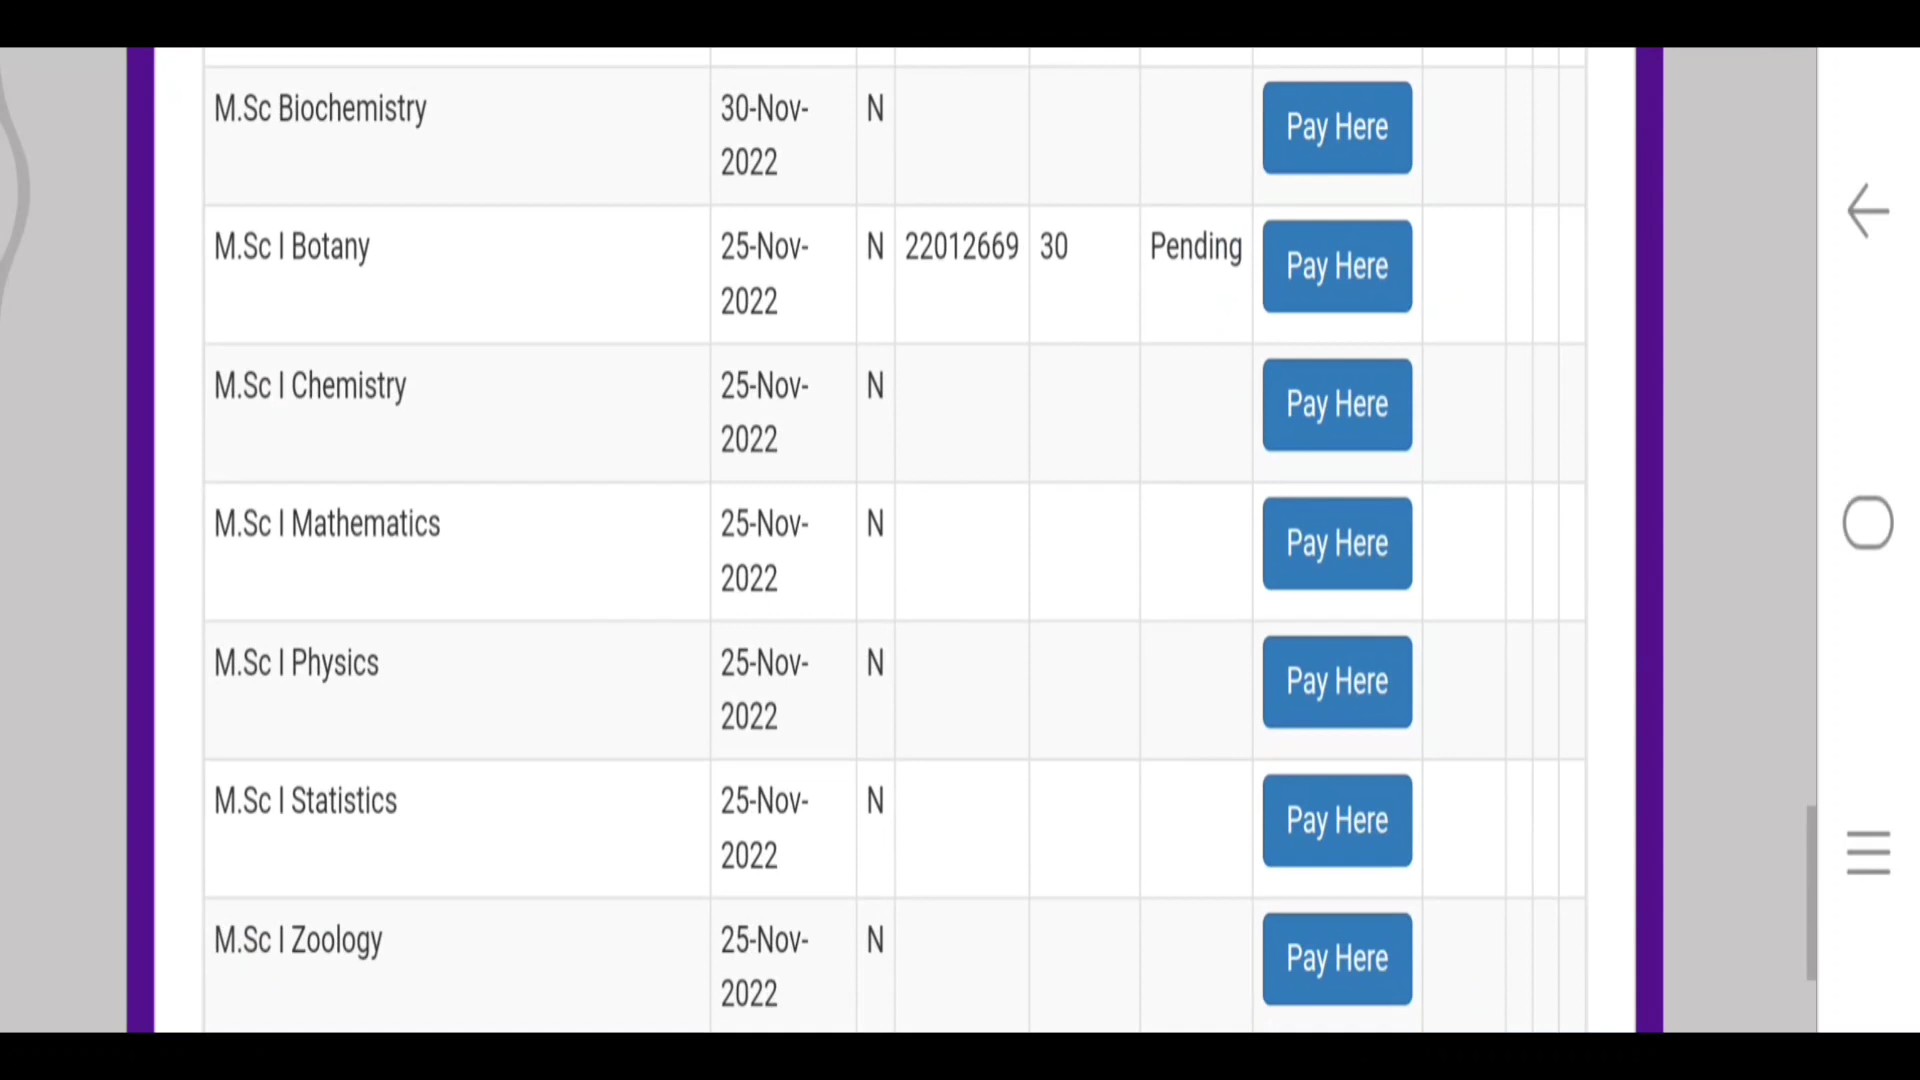 M.Sc Biochemistry 30-Nov- N Pay Here
2022
M.Sc I Botany 25-Nov- N 22012669 30 Pending Pay Here
2022
M.Sc I Chemistry 25-Nov- N Pay Here
2022
M.Sc I Mathematics 25-Nov- N Pay Here
2022
M.Sc I Physics 25-Nov- N Pay Here
2022
M.Sc I Statistics 25-Nov- N Pay Here
2022
M.Sc I Zoology 25-Nov- N Pay Here
2022